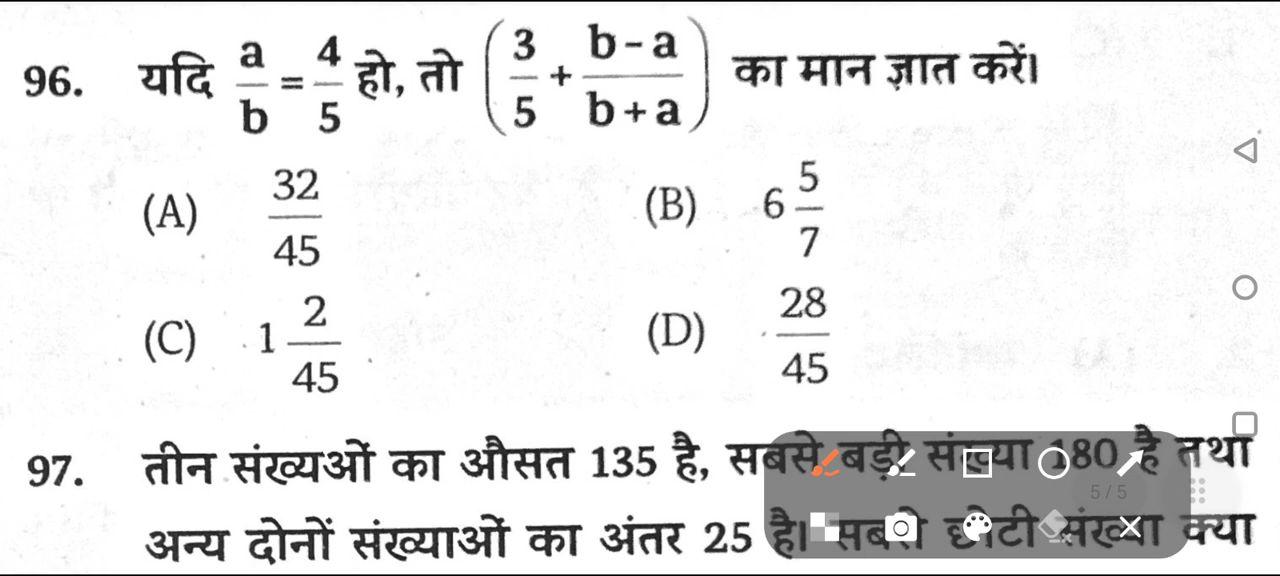 96. यदि a/b = 4/5 हो, तो (3/5 + b-a/b+a) का मान ज्ञात करें।
(A) 32/45 (B) 6 5/7
(C) 1 2/45 (D) 28/45
97. तीन संख्यओं का औसत 135 है, सबसे बड़ी संख्या 180 है तथा
5/5
अन्य दोनों संख्याओं का अंतर 25 है। सबसे छोटी संख्या क्या